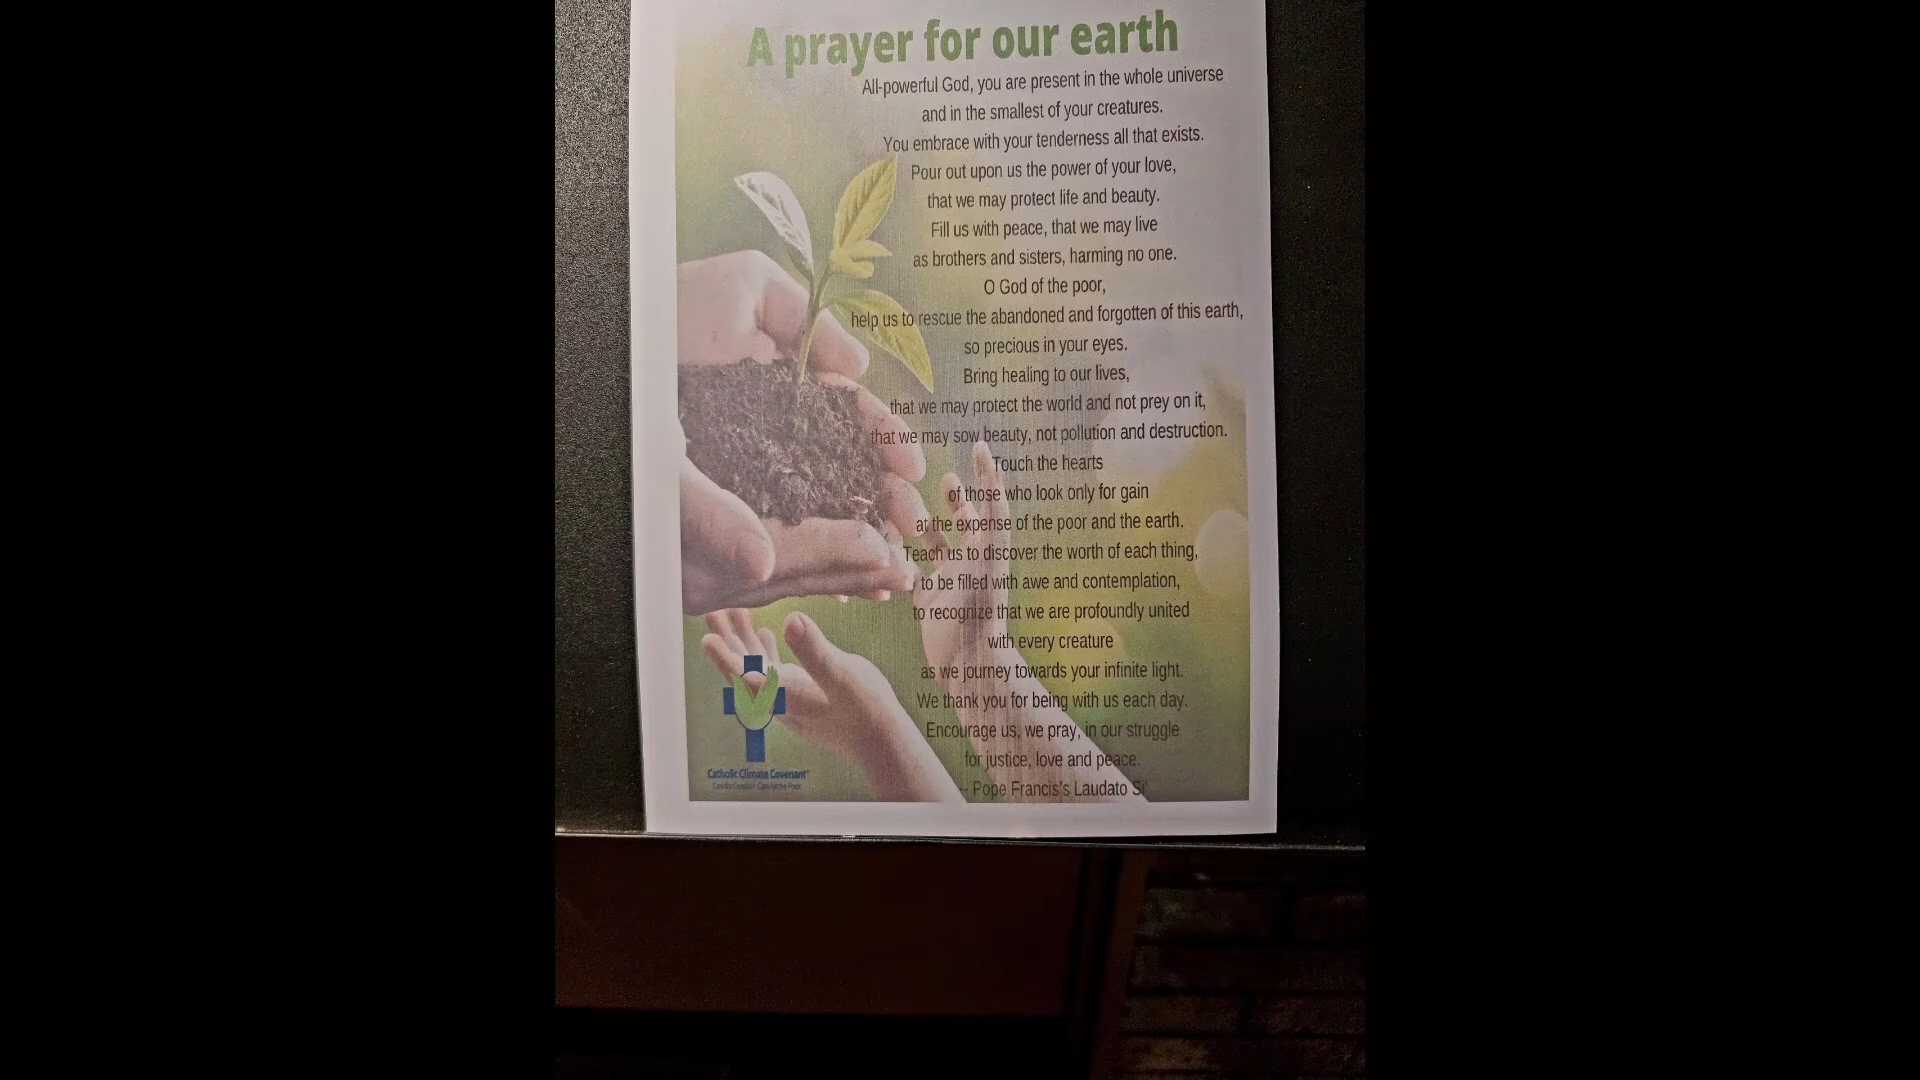 A prayer for our earth
All-powerful God, you are present in the whole universe
and in the smallest of your creatures.
You embrace with your tenderness all that exists.
Pour out upon us the power of your love,
that we may protect life and beauty.
Fill us with peace, that we may live
as brothers and sisters, harming no one.
O God of the poor,
help us to rescue the abandoned and forgotten of this earth,
so precious in your eyes.
Bring healing to our lives,
that we may protect the world and not prey on it,
that we may sow beauty, not pollution and destruction.
Touch the hearts
of those who look only for gain
at the expense of the poor and the earth.
Teach us to discover the worth of each thing,
to be filled with awe and contemplation,
to recognize that we are profoundly united
with every creature
as we journey towards your infinite light.
We thank you for being with us each day.
Encourage us, we pray, in our struggle
for justice, love and peace.
-- Pope Francis's Laudato Si'
Catholic Climate Covenant
Care for Creation. Care for the Poor.